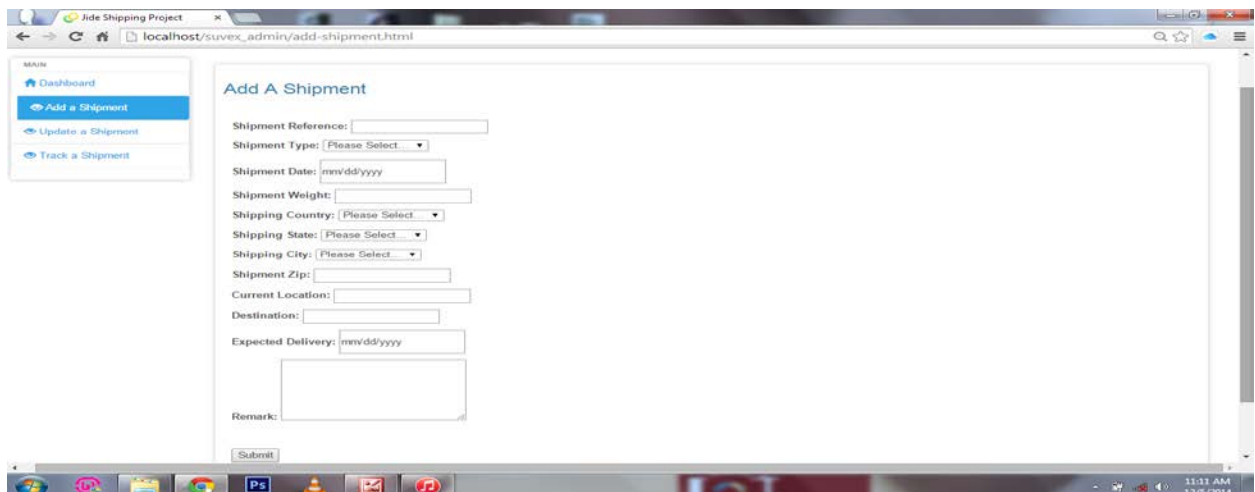 Jide Shipping Project
localhost/suvex_admin/add-shipment.html
MAIN
Dashboard
Add a Shipment
Update a Shipment
Track a Shipment
Add A Shipment
Shipment Reference:
Shipment Type: Please Select...
Shipment Date: mm/dd/yyyy
Shipment Weight:
Shipping Country: Please Select...
Shipping State: Please Select...
Shipping City: Please Select...
Shipment Zip:
Current Location:
Destination:
Expected Delivery: mm/dd/yyyy
Remark:
Submit
Ps
11:11 AM